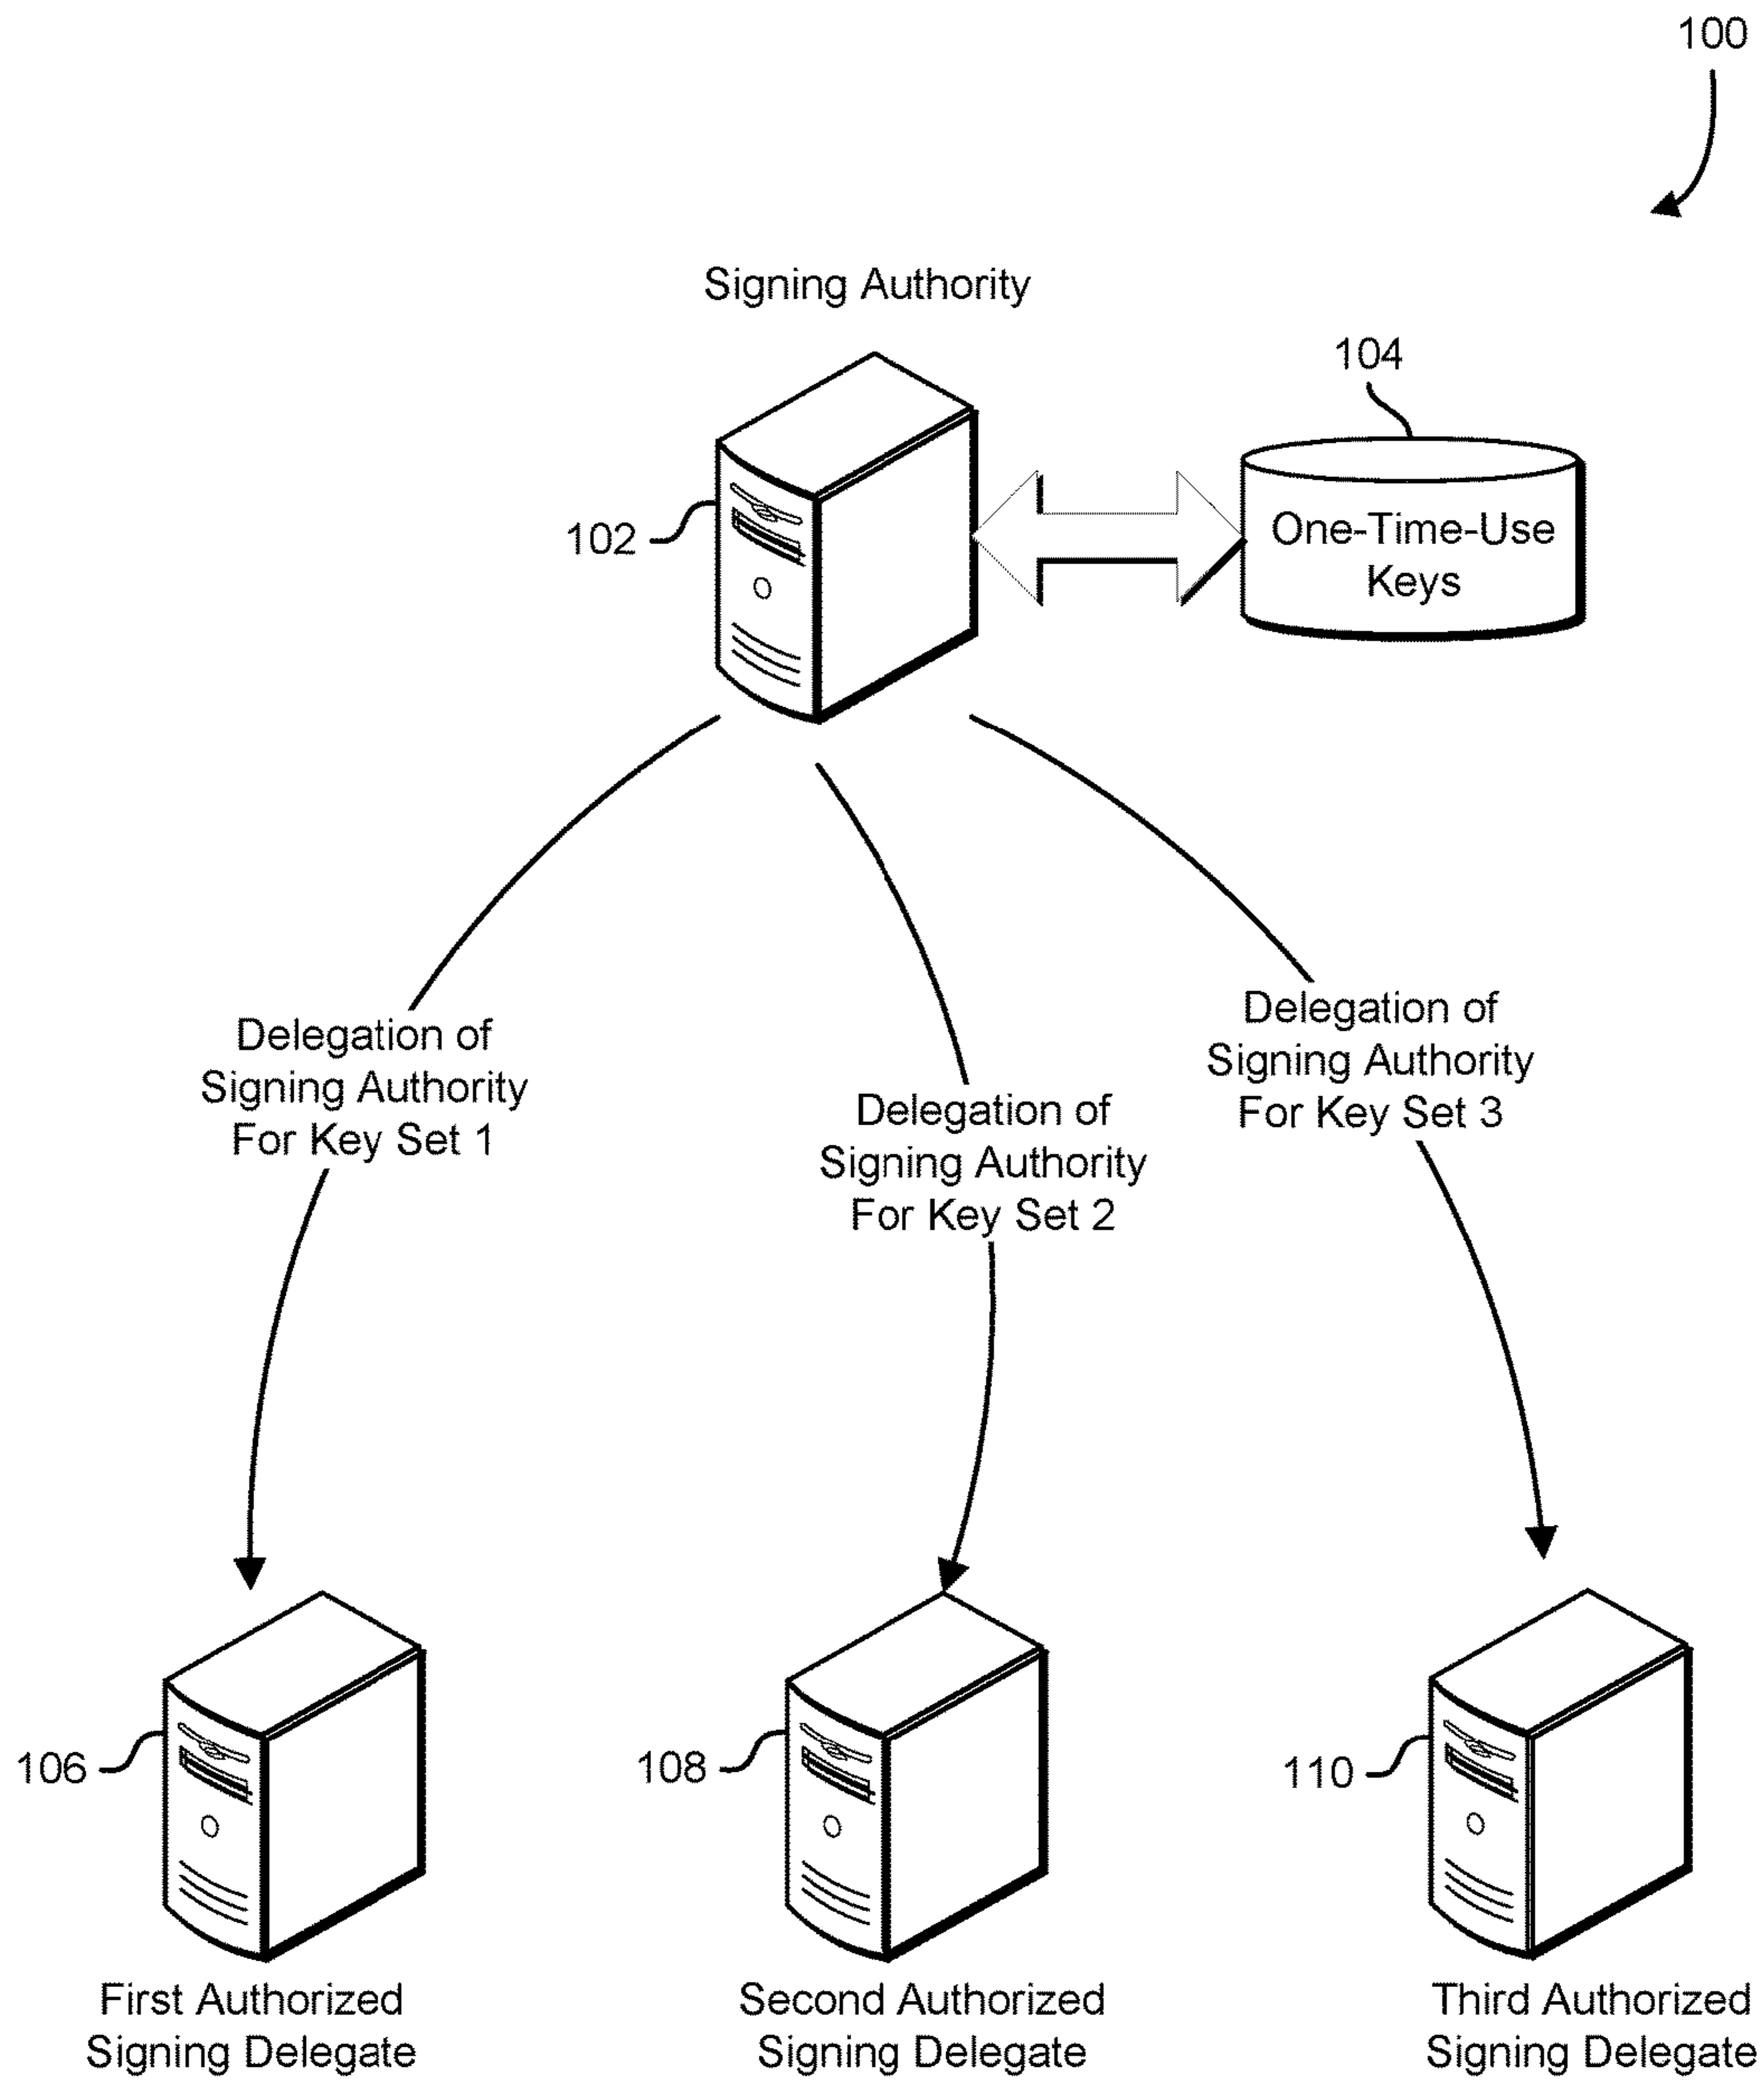 100
Signing Authority
104
102
One-Time-Use
Keys
Delegation of
Signing Authority
For Key Set 1
Delegation of
Signing Authority
For Key Set 2
Delegation of
Signing Authority
For Key Set 3
106
108
110
First Authorized
Signing Delegate
Second Authorized
Signing Delegate
Third Authorized
Signing Delegate